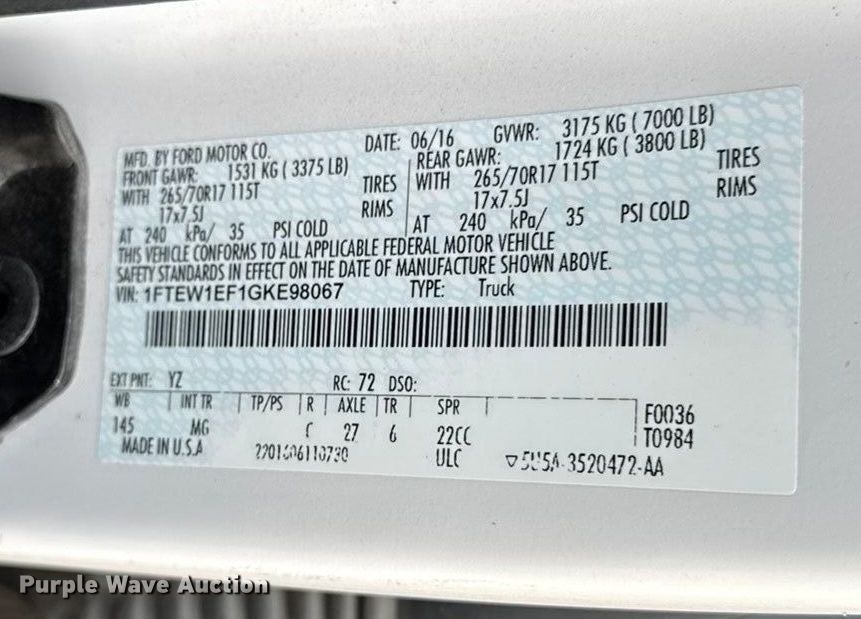 MFD. BY FORD MOTOR CO. DATE: 06/16 GVWR: 3175 KG ( 7000 LB)
FRONT GAWR: 1531 KG ( 3375 LB) REAR GAWR: 1724 KG ( 3800 LB)
WITH 265/70R17 115T TIRES WITH 265/70R17 115T TIRES
17x7.5J RIMS 17x7.5J RIMS
AT 240 kPa/ 35 PSI COLD AT 240 kPa/ 35 PSI COLD
THIS VEHICLE CONFORMS TO ALL APPLICABLE FEDERAL MOTOR VEHICLE
SAFETY STANDARDS IN EFFECT ON THE DATE OF MANUFACTURE SHOWN ABOVE.
VIN: 1FTEW1EF1GKE98067 TYPE: Truck
EXT PNT: YZ RC: 72 DSO:
WB INT TR TP/PS R AXLE TR SPR F0036
145 MG 27 6 22CC T0984
MADE IN U.S.A ULC
Purple Wave Auction